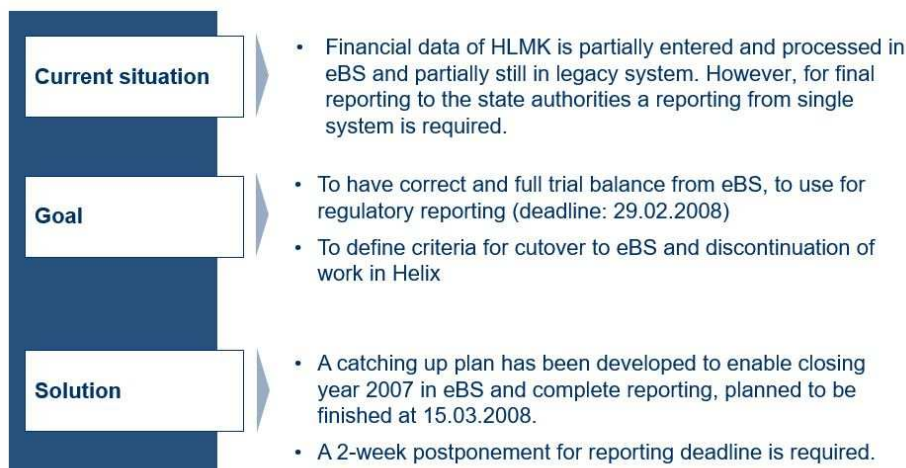 Current situation
• Financial data of HLMK is partially entered and processed in
eBS and partially still in legacy system. However, for final
reporting to the state authorities a reporting from single
system is required.
Goal
• To have correct and full trial balance from eBS, to use for
regulatory reporting (deadline: 29.02.2008)
• To define criteria for cutover to eBS and discontinuation of
work in Helix
Solution
• A catching up plan has been developed to enable closing
year 2007 in eBS and complete reporting, planned to be
finished at 15.03.2008.
• A 2-week postponement for reporting deadline is required.